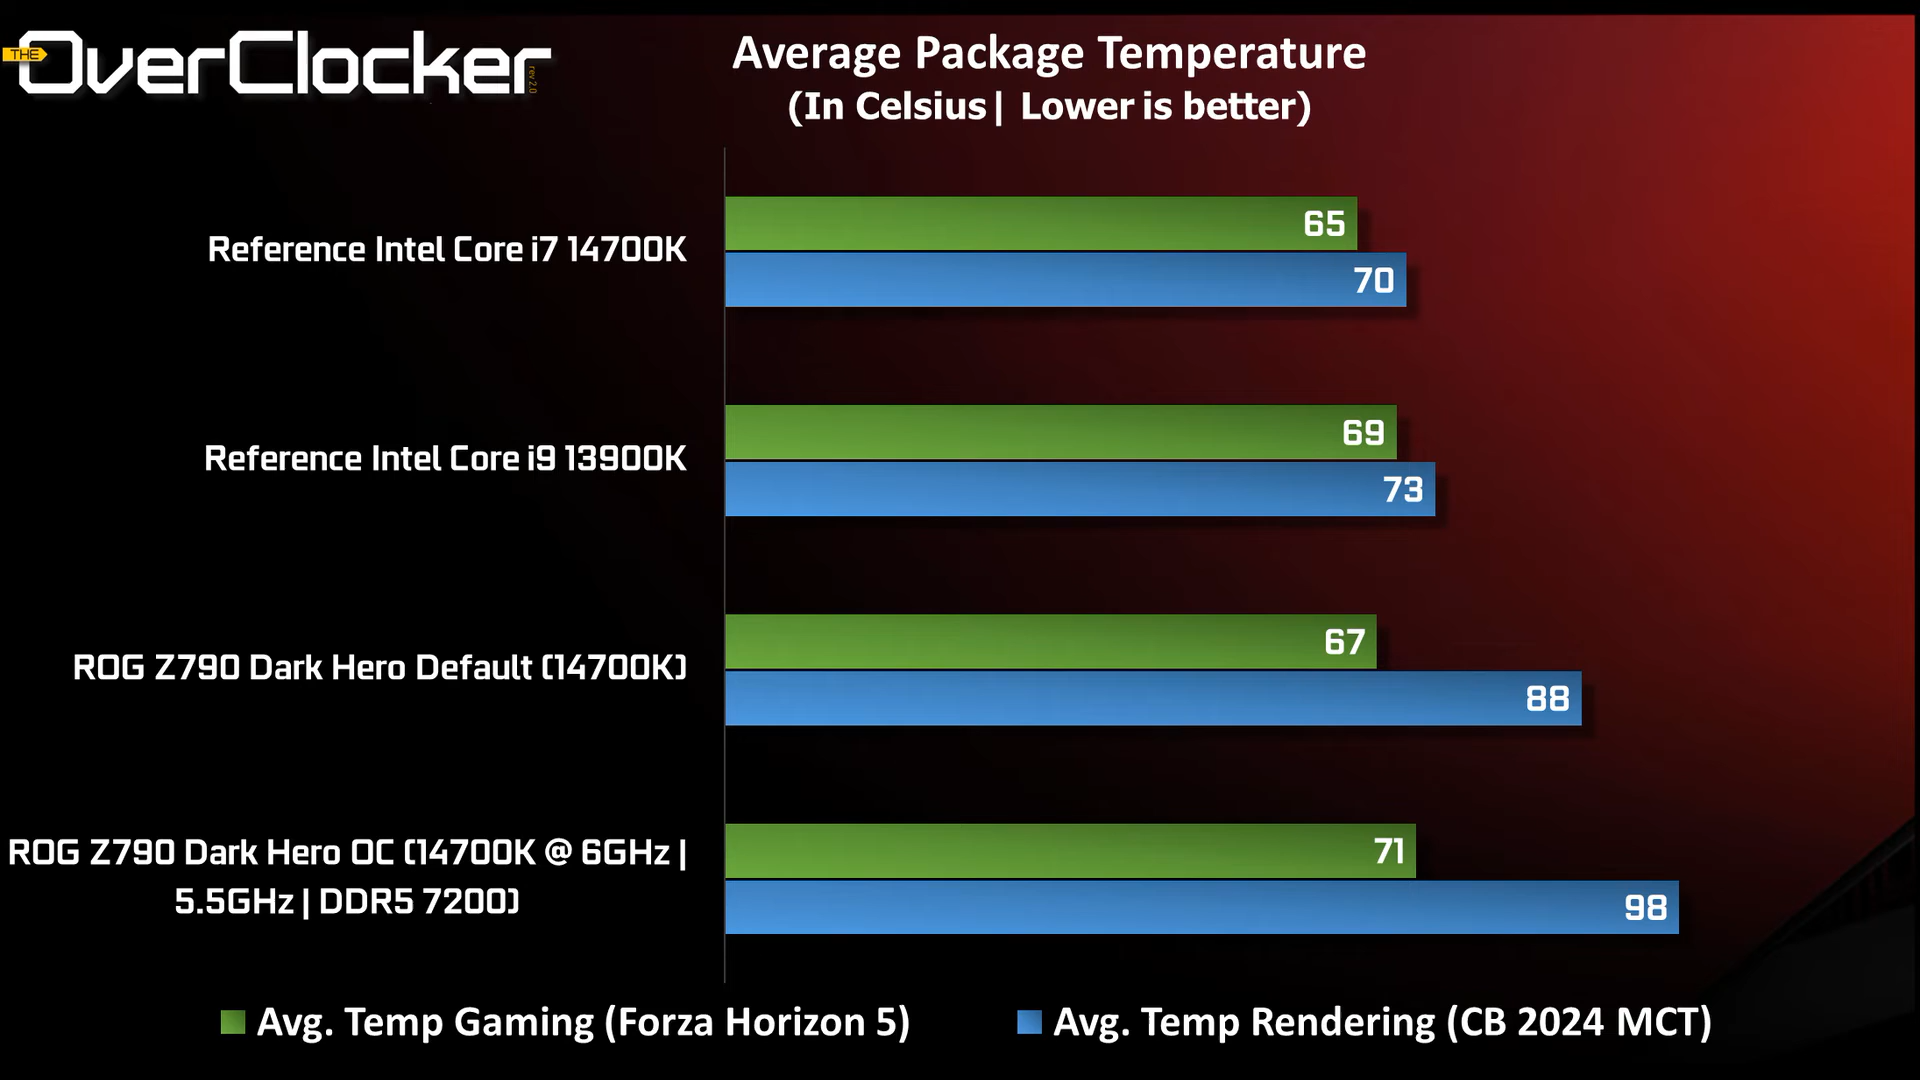 THE
OverClocker
rev 2.0
Average Package Temperature
(In Celsius| Lower is better)
Reference Intel Core i7 14700K
65
70
Reference Intel Core i9 13900K
69
73
ROG Z790 Dark Hero Default (14700K)
67
88
ROG Z790 Dark Hero OC (14700K @ 6GHz |
5.5GHz | DDR5 7200)
71
98
Avg. Temp Gaming (Forza Horizon 5)
Avg. Temp Rendering (CB 2024 MCT)